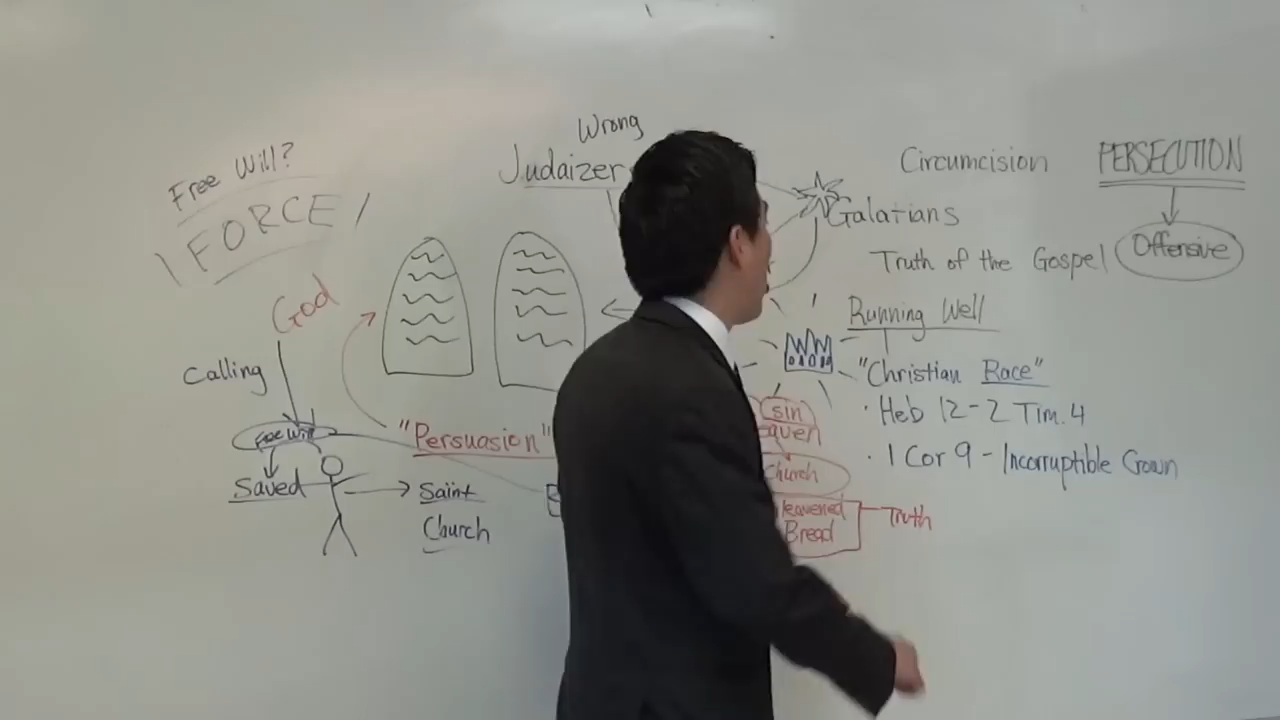 Free Will?
FORCE
God
Calling
Free Will
Saved
Saint
Church
"Persuasion"
Wrong
Judaizer
Galatians
Circumcision
PERSECUTION
Offensive
Truth of the Gospel
Running Well
"Christian Race"
· Heb 12 - 2 Tim. 4
· 1 Cor 9 - Incorruptible Crown
sin
eaven
Church
leavened
Bread
Truth